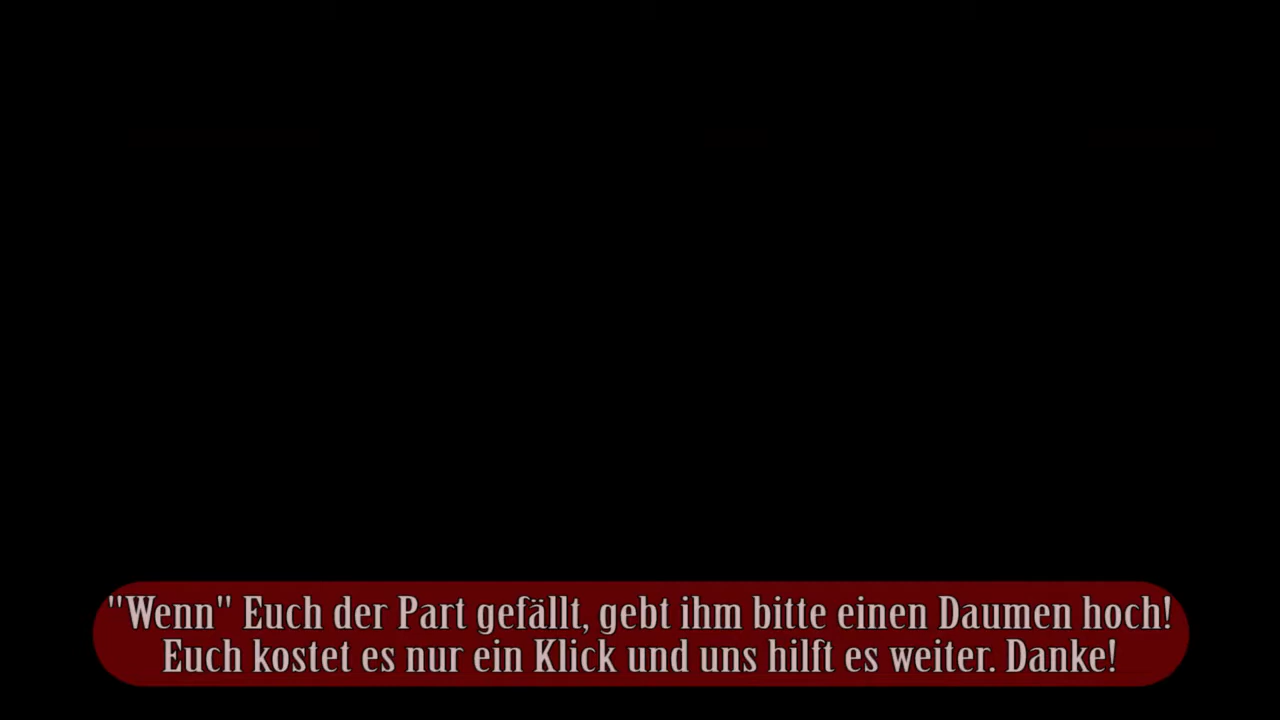 "Wenn" Euch der Part gefällt, gebt ihm bitte einen Daumen hoch!
Euch kostet es nur ein Klick und uns hilft es weiter. Danke!